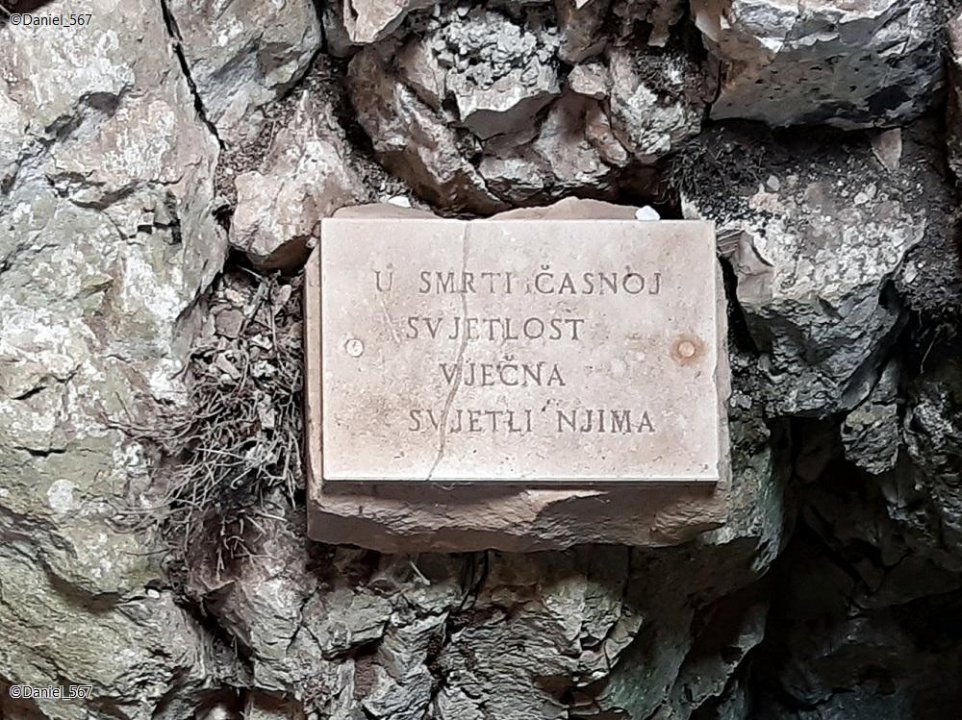 ©Daniel_567
U SMRTI ČASNOJ
SVJETLOST
VJEČNA
SVJETLI NJIMA
©Daniel_567